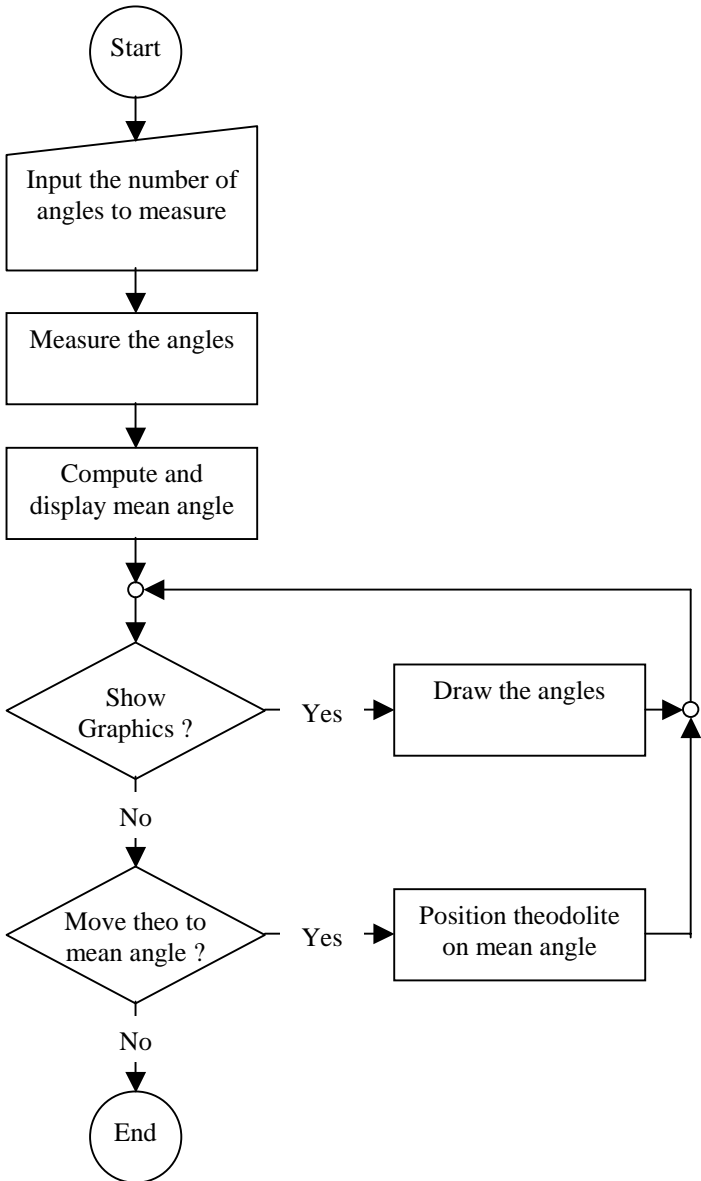 Start
Input the number of
angles to measure
Measure the angles
Compute and
display mean angle
Show
Graphics ?
Yes
Draw the angles
No
Move theo to
mean angle ?
Yes
Position theodolite
on mean angle
No
End